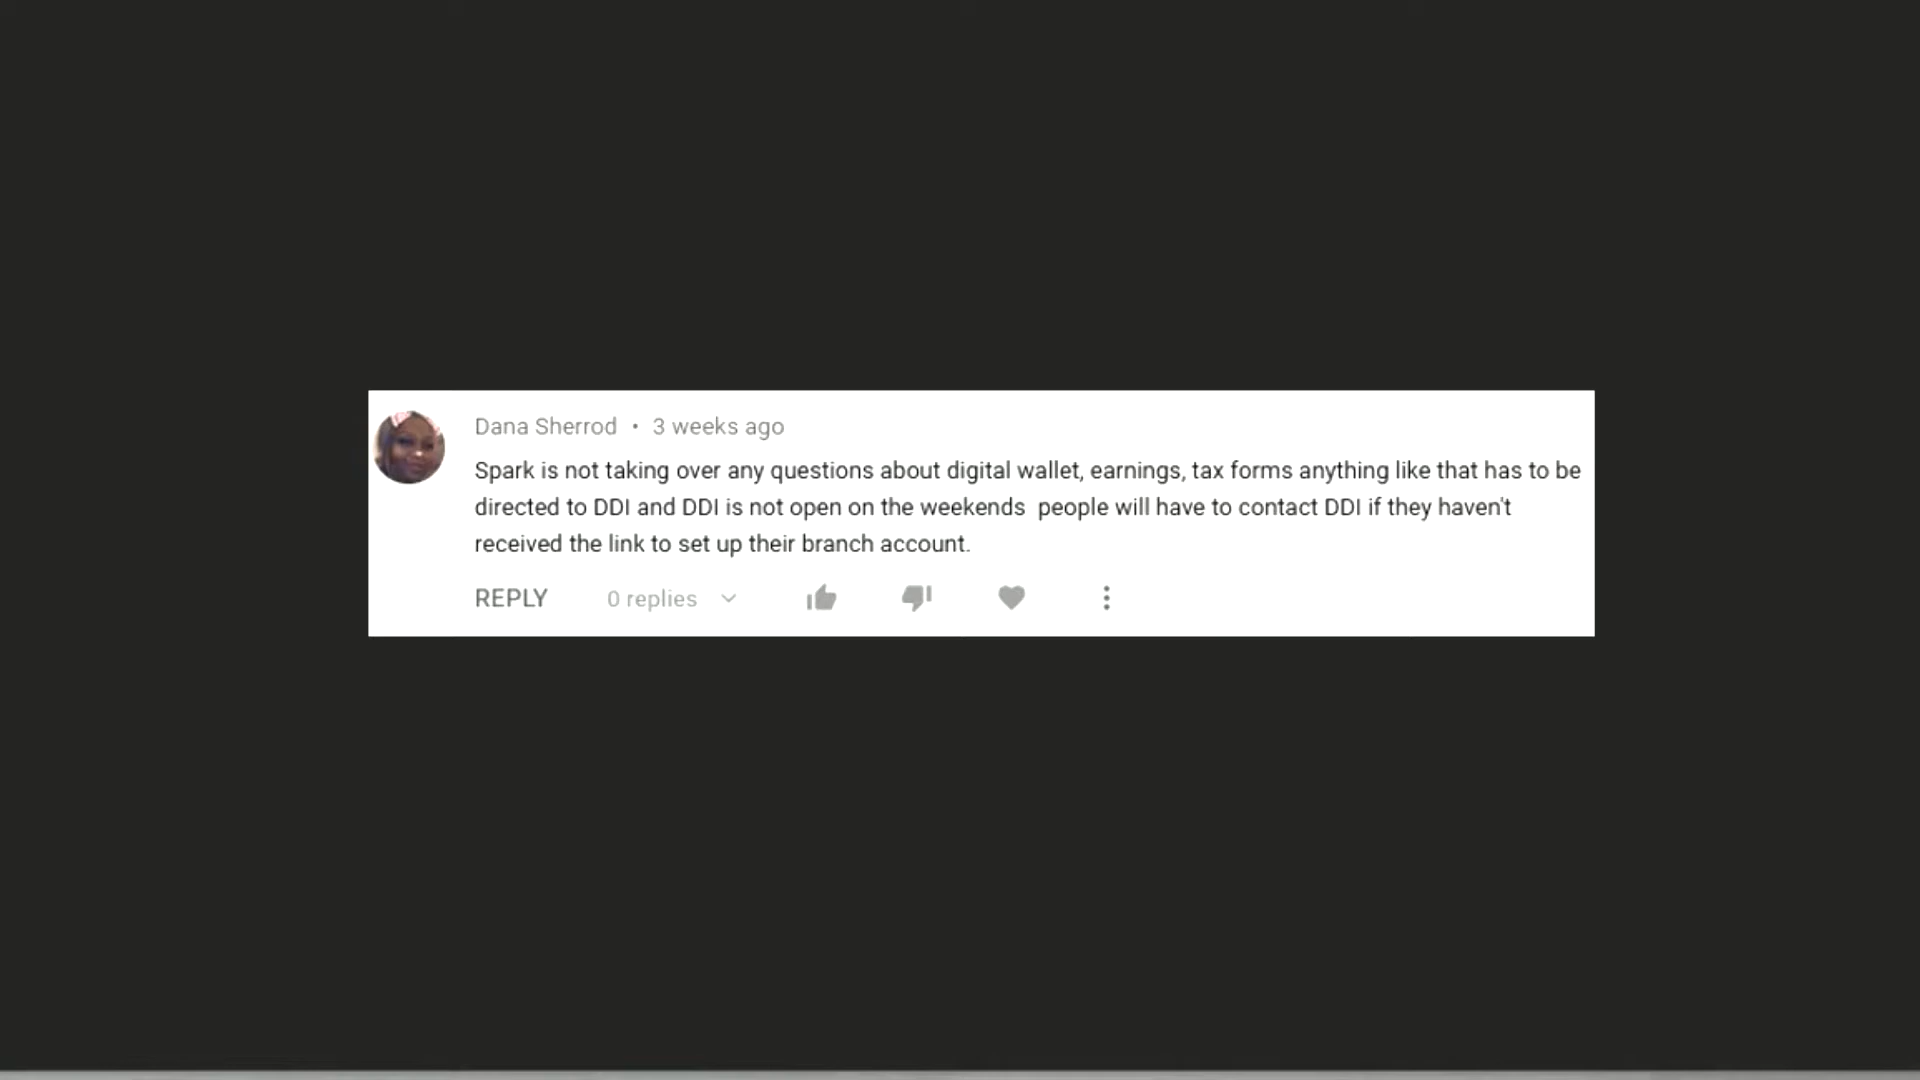 Dana Sherrod • 3 weeks ago
Spark is not taking over any questions about digital wallet, earnings, tax forms anything like that has to be
directed to DDI and DDI is not open on the weekends  people will have to contact DDI if they haven't
received the link to set up their branch account.
REPLY 0 replies